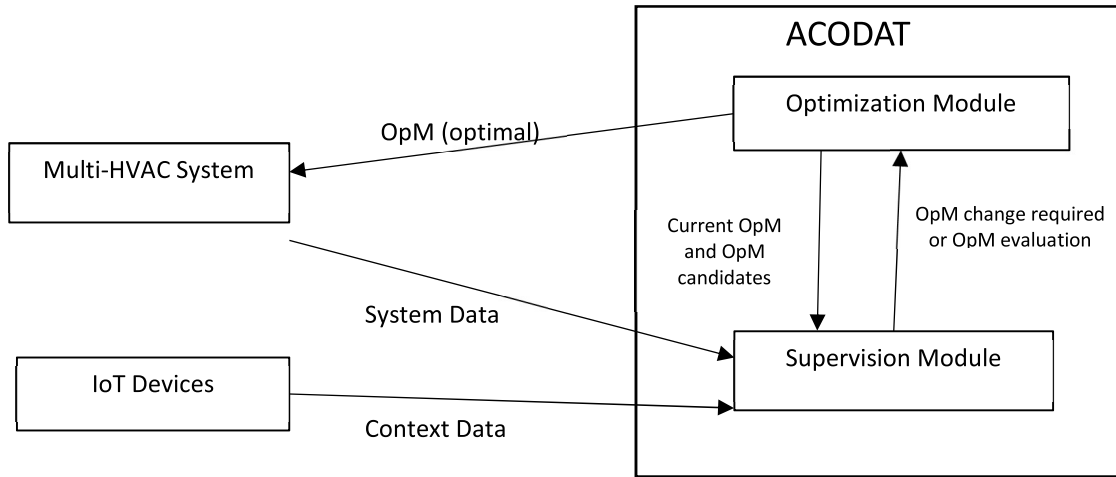 ACODAT
Optimization Module
OpM (optimal)
Multi-HVAC System
Current OpM
and OpM
candidates
OpM change required
or OpM evaluation
System Data
Supervision Module
IoT Devices
Context Data